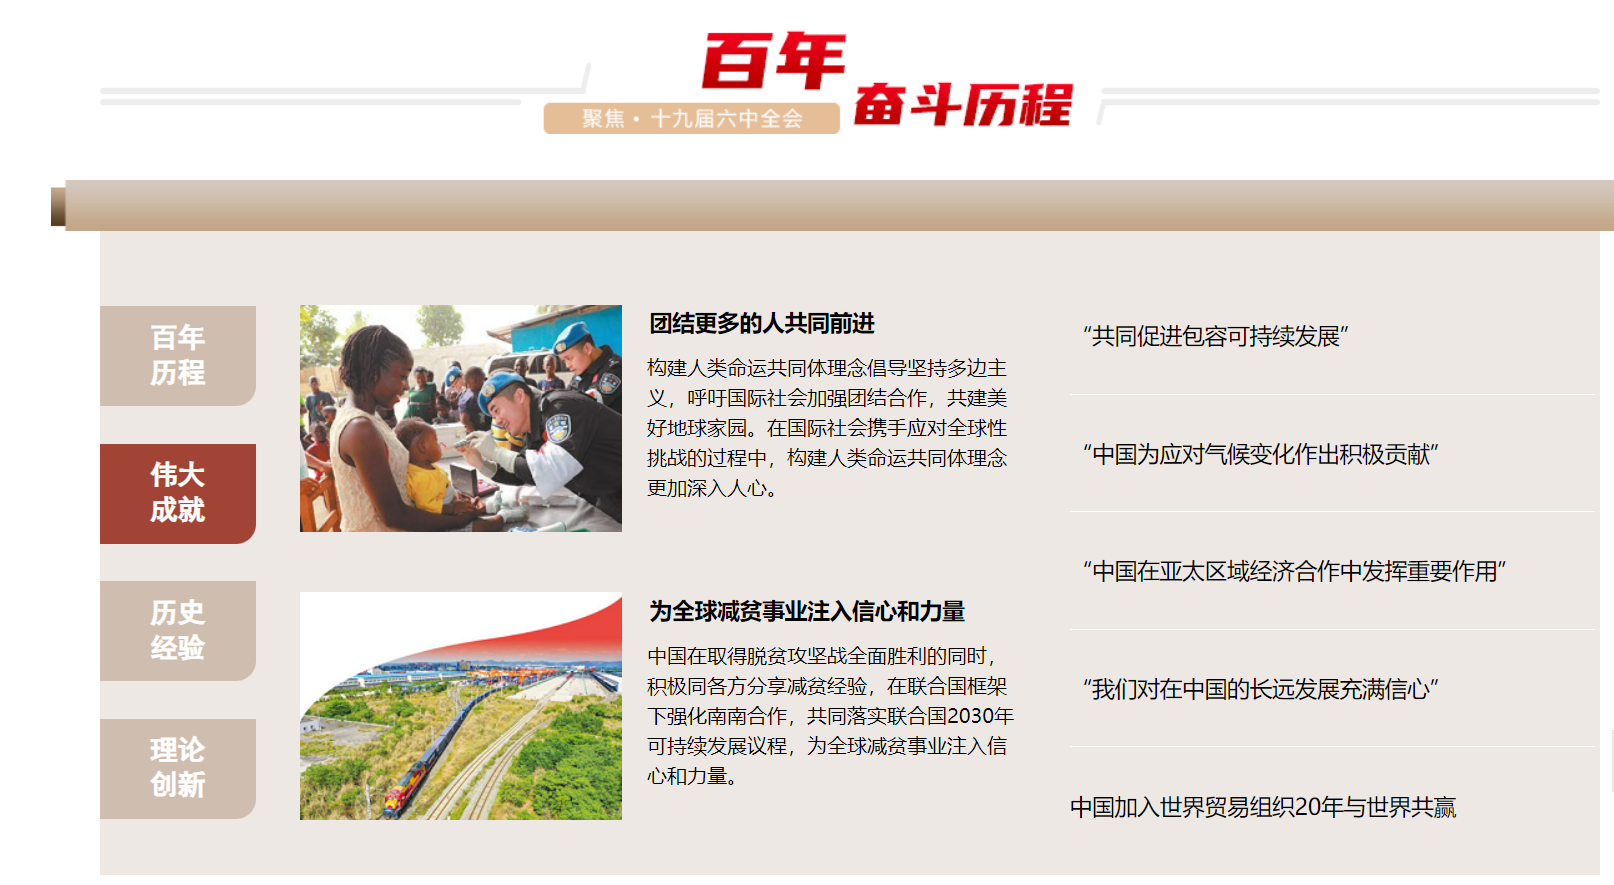 百年
奋斗历程
聚焦·十九届六中全会
百年
历程
伟大
成就
历史
经验
理论
创新
团结更多的人共同前进
构建人类命运共同体理念倡导坚持多边主
义，呼吁国际社会加强团结合作，共建美
好地球家园。在国际社会携手应对全球性
挑战的过程中，构建人类命运共同体理念
更加深入人心。
为全球减贫事业注入信心和力量
中国在取得脱贫攻坚战全面胜利的同时，
积极同各方分享减贫经验，在联合国框架
下强化南南合作，共同落实联合国2030年
可持续发展议程，为全球减贫事业注入信
心和力量。
“共同促进包容可持续发展”
“中国为应对气候变化作出积极贡献”
“中国在亚太区域经济合作中发挥重要作用”
“我们对在中国的长远发展充满信心”
中国加入世界贸易组织20年与世界共赢